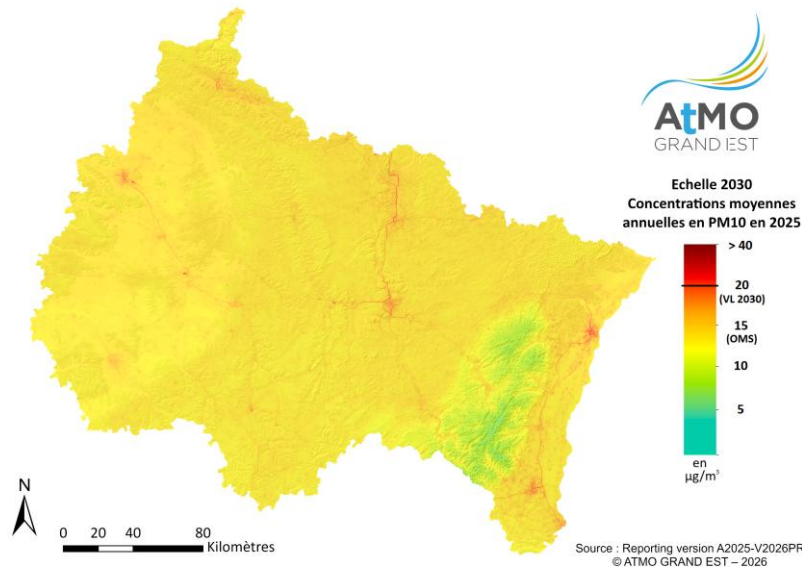 AtMO
GRAND EST
Echelle 2030
Concentrations moyennes
annuelles en PM10 en 2025
> 40
20
(VL 2030)
15
(OMS)
10
5
en
µg/m³
N
0 20 40 80
Kilomètres
Source : Reporting version A2025-V2026PR
© ATMO GRAND EST – 2026